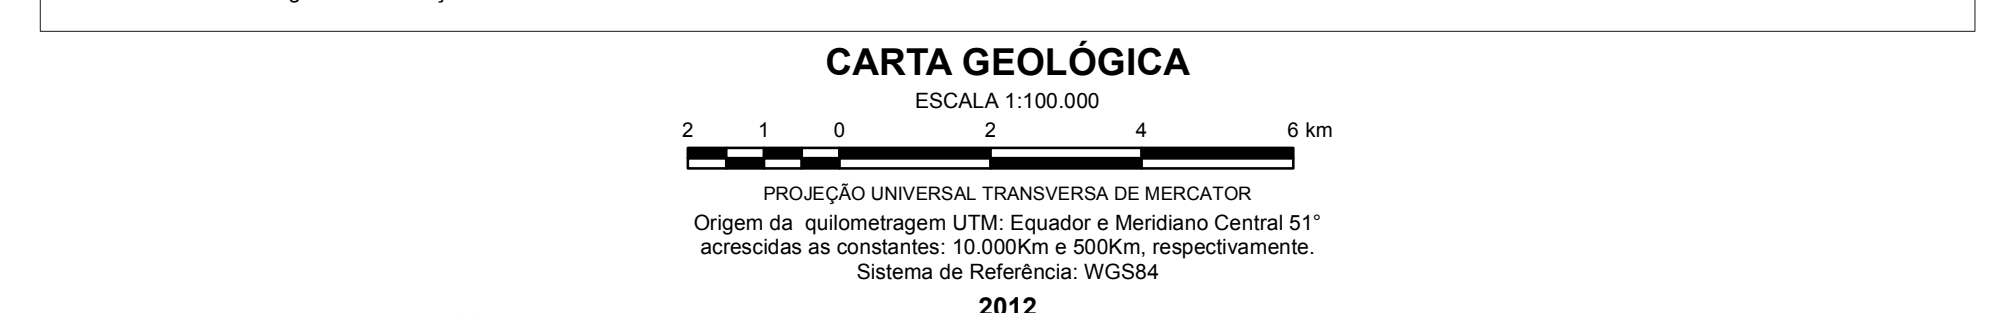 CARTA GEOLÓGICA
ESCALA 1:100.000
2 1 0 2 4 6 km
PROJEÇÃO UNIVERSAL TRANSVERSA DE MERCATOR
Origem da quilometragem UTM: Equador e Meridiano Central 51°
acrescidas as constantes: 10.000Km e 500Km, respectivamente.
Sistema de Referência: WGS84
2012